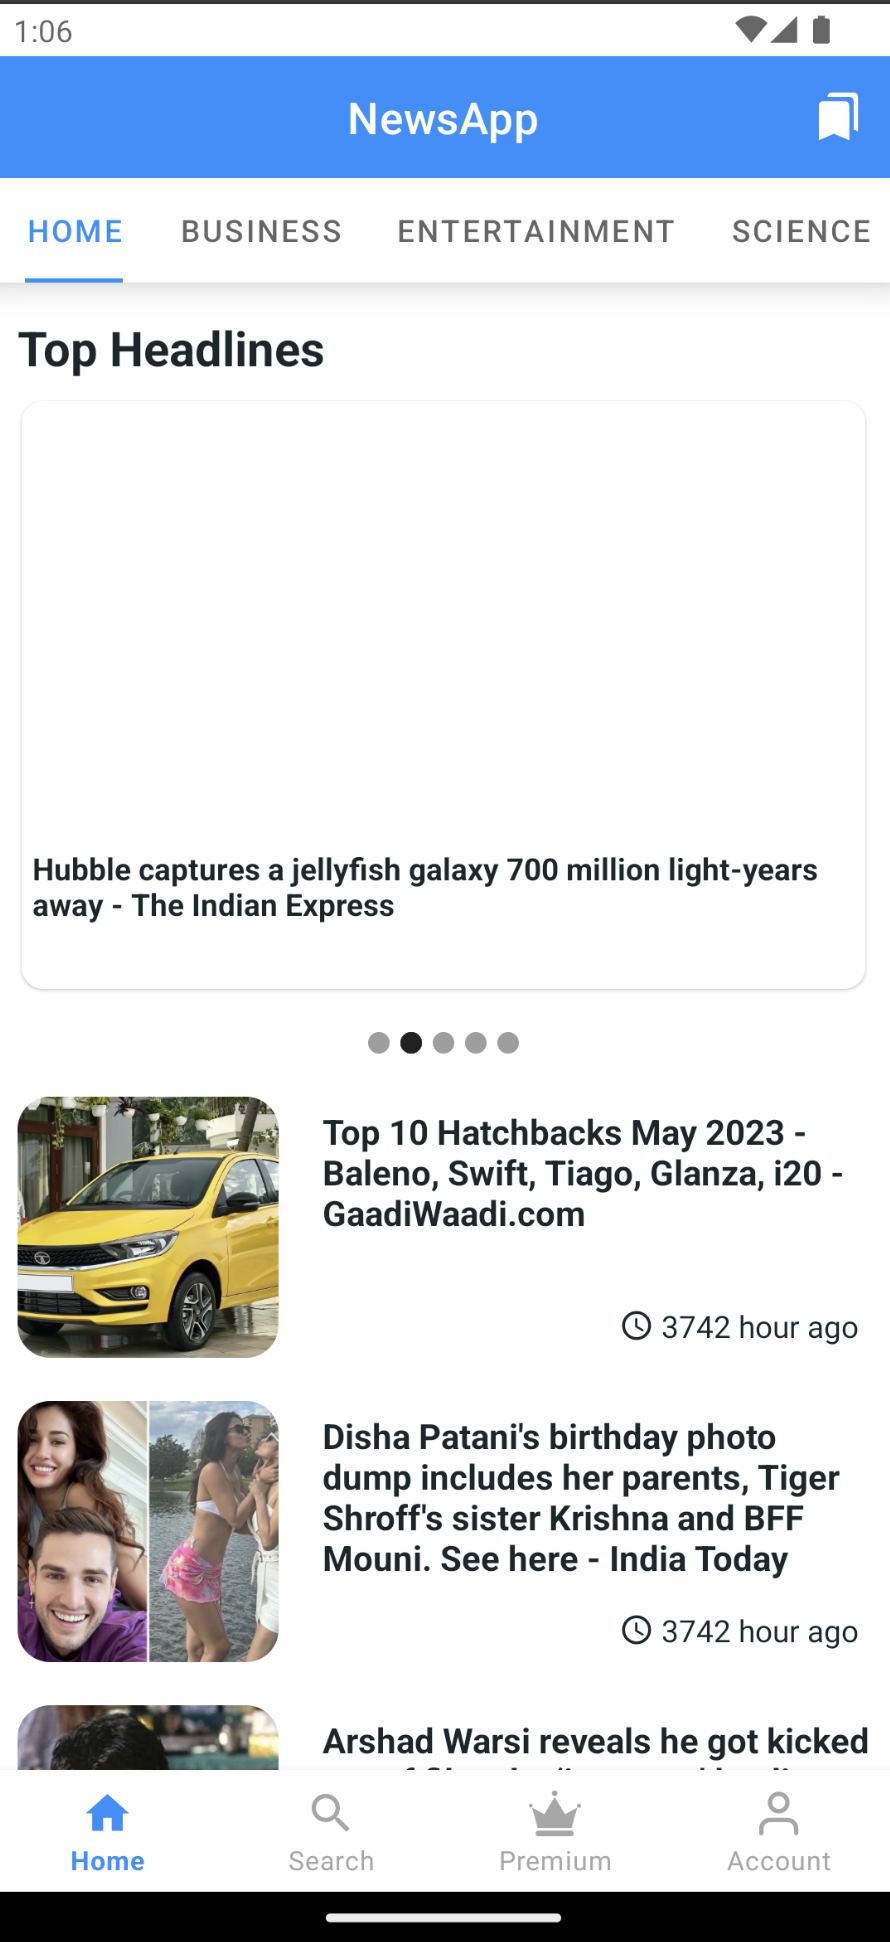 1:06
NewsApp
HOME BUSINESS ENTERTAINMENT SCIENCE
Top Headlines
Hubble captures a jellyfish galaxy 700 million light-years
away - The Indian Express
Top 10 Hatchbacks May 2023 -
Baleno, Swift, Tiago, Glanza, i20 -
GaadiWaadi.com
3742 hour ago
Disha Patani's birthday photo
dump includes her parents, Tiger
Shroff's sister Krishna and BFF
Mouni. See here - India Today
3742 hour ago
Arshad Warsi reveals he got kicked
Home Search Premium Account